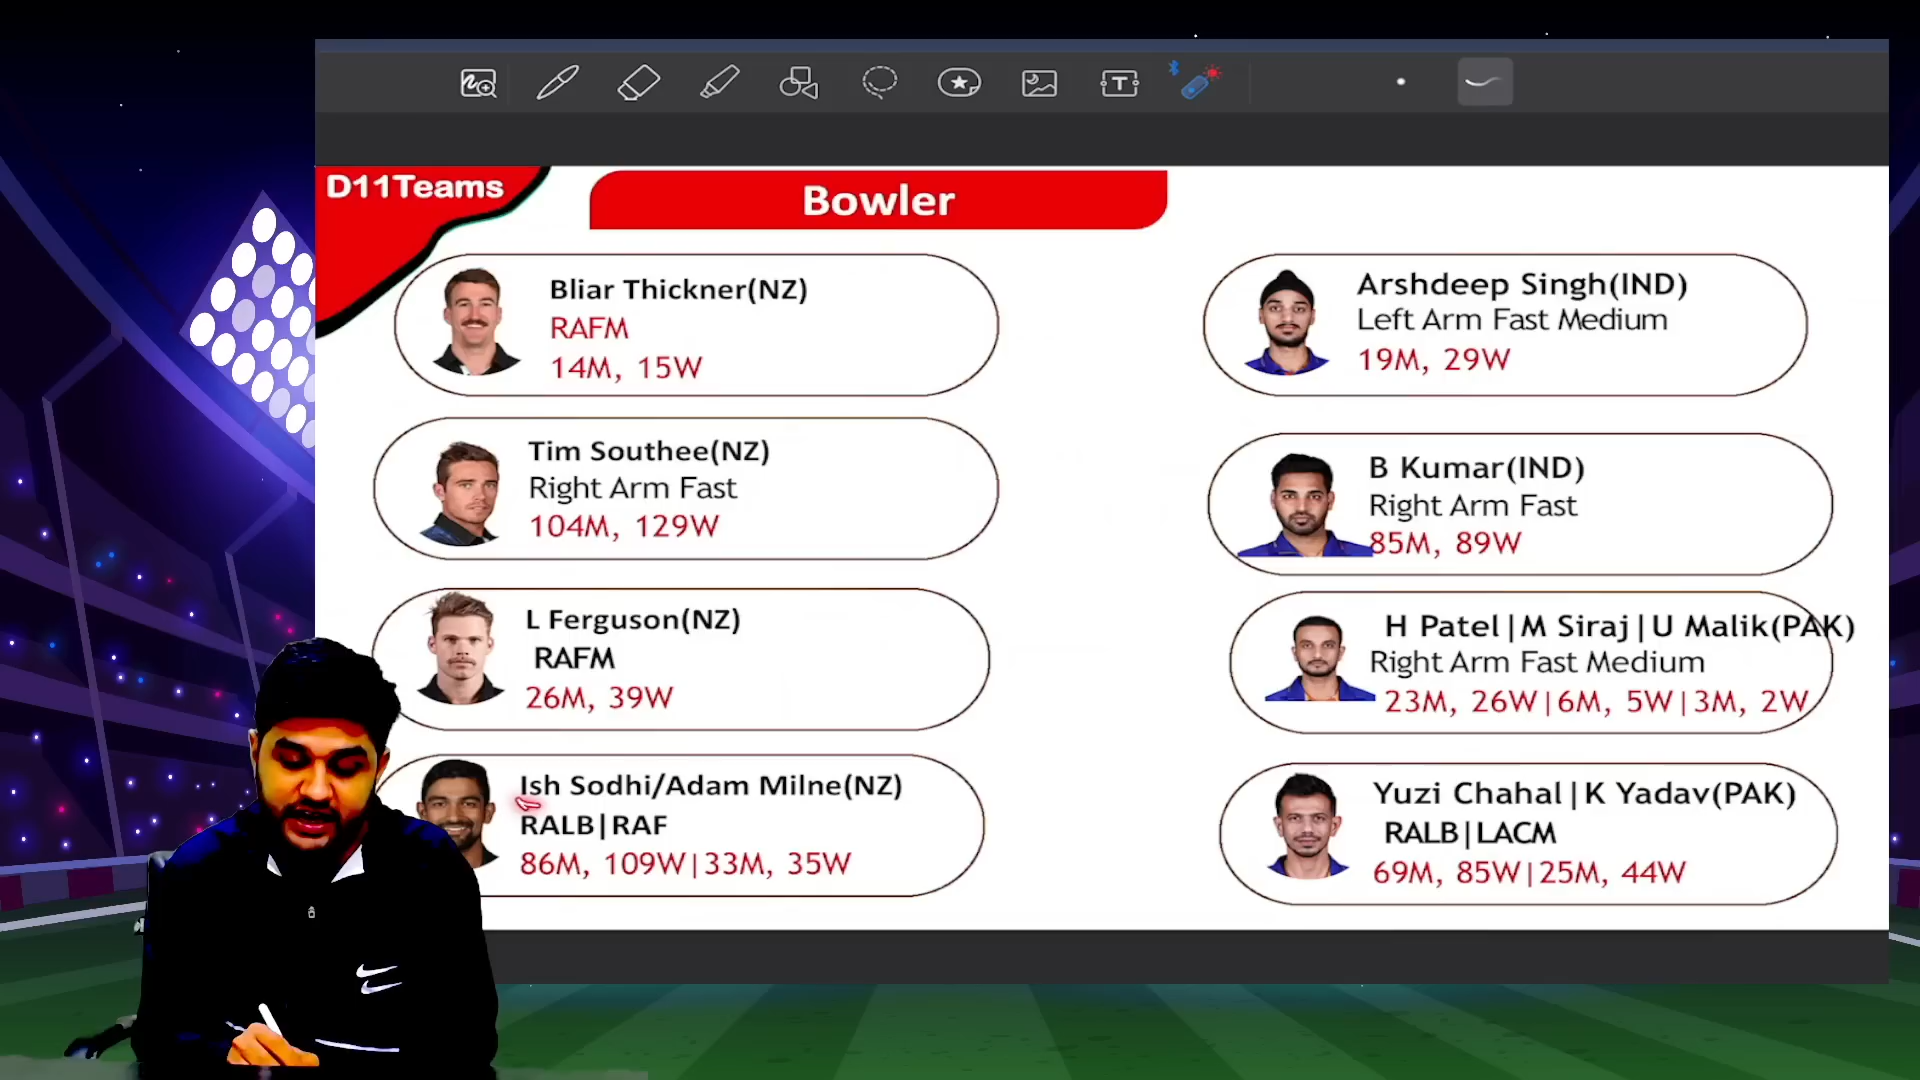 D11Teams
Bowler
Bliar Thickner(NZ)
RAFM
14M, 15W
Tim Southee(NZ)
Right Arm Fast
104M, 129W
L Ferguson(NZ)
RAFM
26M, 39W
Ish Sodhi/Adam Milne(NZ)
RALB|RAF
86M, 109W|33M, 35W
Arshdeep Singh(IND)
Left Arm Fast Medium
19M, 29W
B Kumar(IND)
Right Arm Fast
85M, 89W
H Patel|M Siraj|U Malik(PAK)
Right Arm Fast Medium
23M, 26W|6M, 5W|3M, 2W
Yuzi Chahal|K Yadav(PAK)
RALB|LACM
69M, 85W|25M, 44W